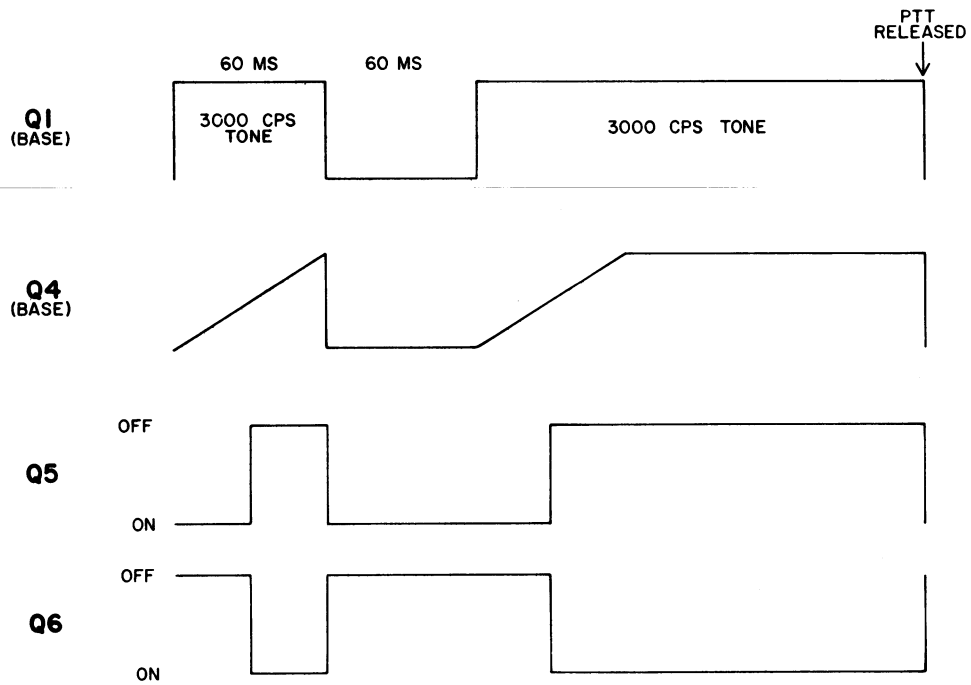 PTT
RELEASED
60 MS
60 MS
Q1
(BASE)
3000 CPS
TONE
3000 CPS TONE
Q4
(BASE)
OFF
Q5
ON
OFF
Q6
ON